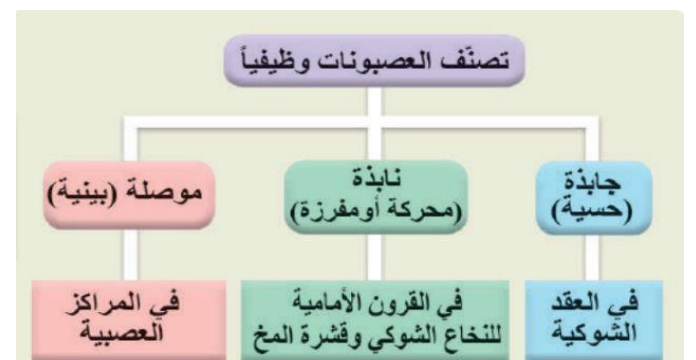 تصنّف العصبونات وظيفياً
جابذة
(حسية)
نابذة
(محركة أومفرزة)
موصلة (بينية)
في العقد
الشوكية
في القرون الأمامية
للنخاع الشوكي وقشرة المخ
في المراكز
العصبية